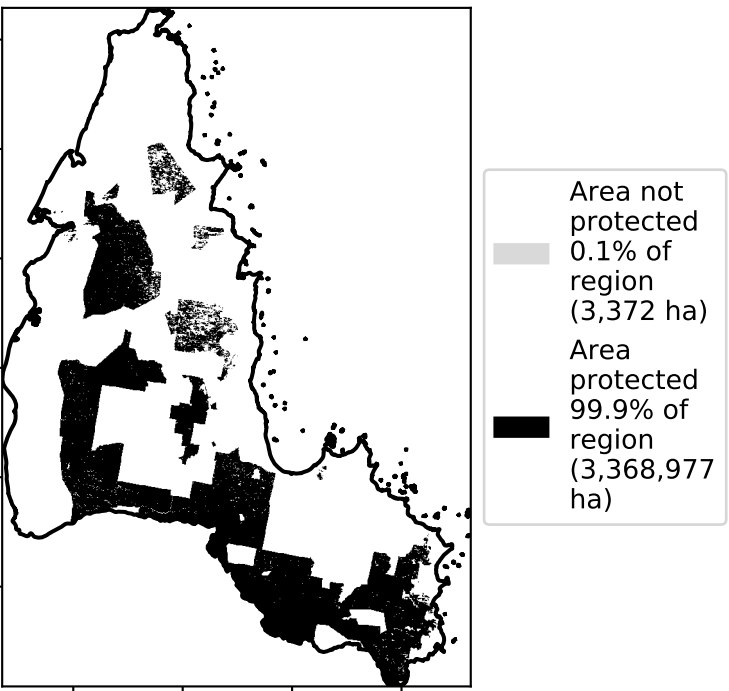 Area not
protected
0.1% of
region
(3,372 ha)
Area
protected
99.9% of
region
(3,368,977
ha)